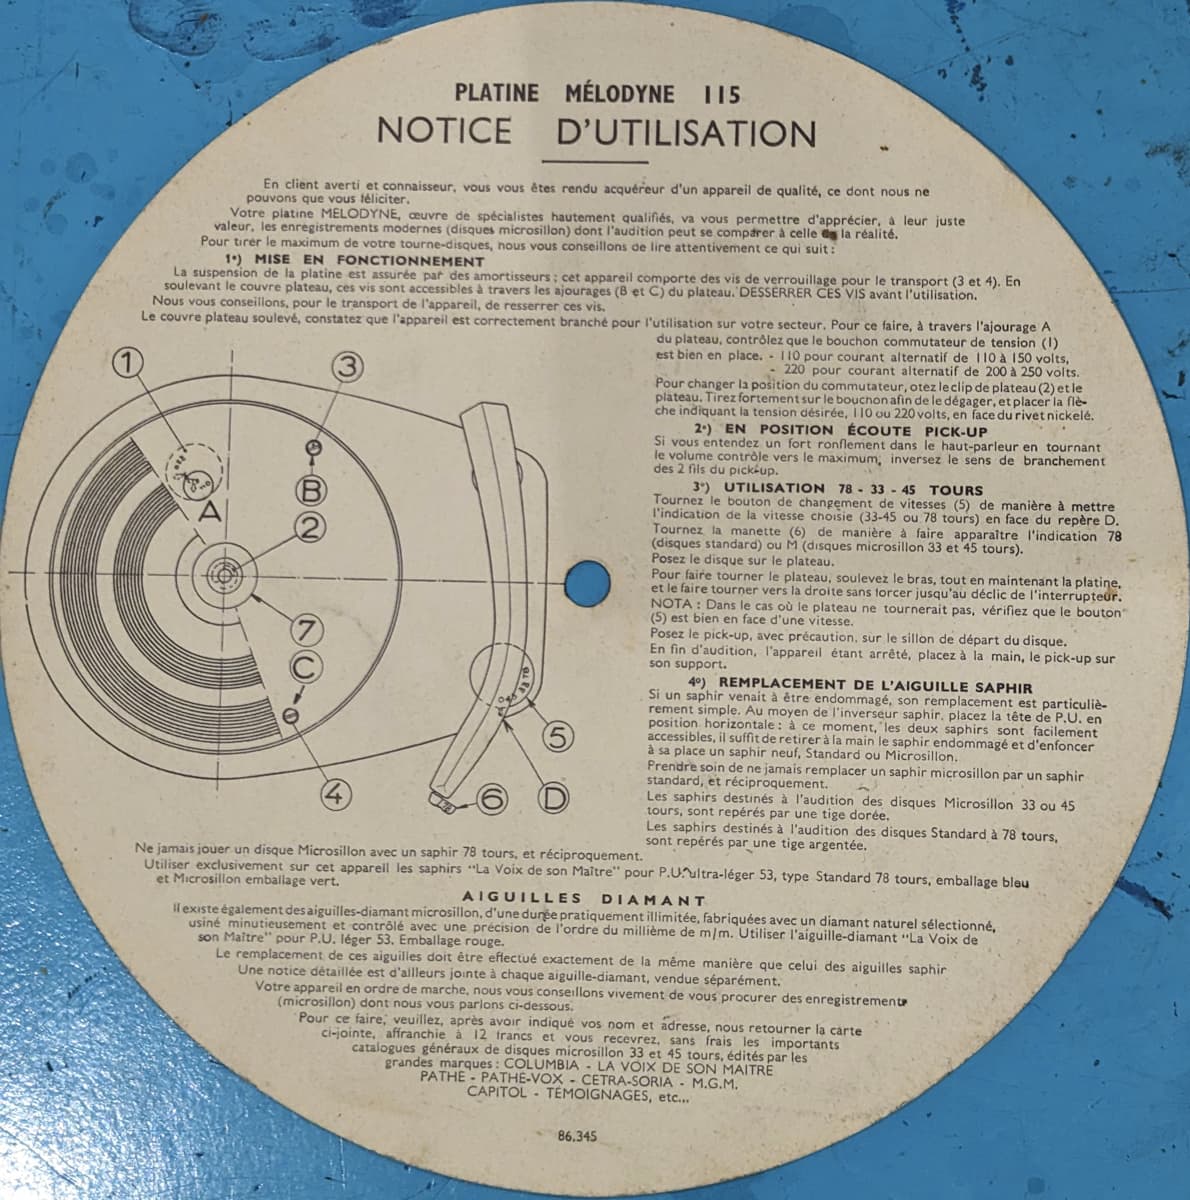 PLATINE MÉLODYNE 115
NOTICE D'UTILISATION
En client averti et connaisseur, vous vous êtes rendu acquéreur d'un appareil de qualité, ce dont nous ne
pouvons que vous féliciter.
Votre platine MÉLODYNE, œuvre de spécialistes hautement qualifiés, va vous permettre d'apprécier, à leur juste
valeur, les enregistrements modernes (disques microsillon) dont l'audition peut se comparer à celle de la réalité.
Pour tirer le maximum de votre tourne-disques, nous vous conseillons de lire attentivement ce qui suit :
1°) MISE EN FONCTIONNEMENT
La suspension de la platine est assurée par des amortisseurs ; cet appareil comporte des vis de verrouillage pour le transport (3 et 4). En
soulevant le couvre plateau, ces vis sont accessibles à travers les ajourages (B et C) du plateau. DESSERRER CES VIS avant l'utilisation.
Nous vous conseillons, pour le transport de l'appareil, de resserrer ces vis.
Le couvre plateau soulevé, constatez que l'appareil est correctement branché pour l'utilisation sur votre secteur. Pour ce faire, à travers l'ajourage A
du plateau, contrôlez que le bouchon commutateur de tension (1)
est bien en place. - 110 pour courant alternatif de 110 à 150 volts,
- 220 pour courant alternatif de 200 à 250 volts.
Pour changer la position du commutateur, otez le clip de plateau (2) et le
plateau. Tirez fortement sur le bouchon afin de le dégager, et placer la flè-
che indiquant la tension désirée, 110 ou 220 volts, en face du rivet nickelé.
2°) EN POSITION ÉCOUTE PICK-UP
Si vous entendez un fort ronflement dans le haut-parleur en tournant
le volume contrôle vers le maximum, inversez le sens de branchement
des 2 fils du pick-up.
3°) UTILISATION 78 - 33 - 45 TOURS
Tournez le bouton de changement de vitesses (5) de manière à mettre
l'indication de la vitesse choisie (33-45 ou 78 tours) en face du repère D.
Tournez la manette (6) de manière à faire apparaître l'indication 78
(disques standard) ou M (disques microsillon 33 et 45 tours).
Posez le disque sur le plateau.
Pour faire tourner le plateau, soulevez le bras, tout en maintenant la platine,
et le faire tourner vers la droite sans forcer jusqu'au déclic de l'interrupteur.
NOTA : Dans le cas où le plateau ne tournerait pas, vérifiez que le bouton
(5) est bien en face d'une vitesse.
Posez le pick-up, avec précaution, sur le sillon de départ du disque.
En fin d'audition, l'appareil étant arrêté, placez à la main, le pick-up sur
son support.
4°) REMPLACEMENT DE L'AIGUILLE SAPHIR
Si un saphir venait à être endommagé, son remplacement est particuliè-
rement simple. Au moyen de l'inverseur saphir, placez la tête de P.U. en
position horizontale : à ce moment, les deux saphirs sont facilement
accessibles, il suffit de retirer à la main le saphir endommagé et d'enfoncer
à sa place un saphir neuf, Standard ou Microsillon.
Prendre soin de ne jamais remplacer un saphir microsillon par un saphir
standard, et réciproquement.
Les saphirs destinés à l'audition des disques Microsillon 33 ou 45
tours, sont repérés par une tige dorée.
Les saphirs destinés à l'audition des disques Standard à 78 tours,
sont repérés par une tige argentée.
1
3
A
B
2
7
C
4
5
6
D
Ne jamais jouer un disque Microsillon avec un saphir 78 tours, et réciproquement.
Utiliser exclusivement sur cet appareil les saphirs "La Voix de son Maître" pour P.U. ultra-léger 53, type Standard 78 tours, emballage bleu
et Microsillon emballage vert.
AIGUILLES DIAMANT
Il existe également des aiguilles-diamant microsillon, d'une durée pratiquement illimitée, fabriquées avec un diamant naturel sélectionné,
usiné minutieusement et contrôlé avec une précision de l'ordre du millième de m/m. Utiliser l'aiguille-diamant "La Voix de
son Maître" pour P.U. léger 53. Emballage rouge.
Le remplacement de ces aiguilles doit être effectué exactement de la même manière que celui des aiguilles saphir
Une notice détaillée est d'ailleurs jointe à chaque aiguille-diamant, vendue séparément.
Votre appareil en ordre de marche, nous vous conseillons vivement de vous procurer des enregistrements
(microsillon) dont nous vous parlons ci-dessous.
Pour ce faire, veuillez, après avoir indiqué vos nom et adresse, nous retourner la carte
ci-jointe, affranchie à 12 francs et vous recevrez, sans frais les importants
catalogues généraux de disques microsillon 33 et 45 tours, édités par les
grandes marques : COLUMBIA - LA VOIX DE SON MAITRE
PATHE - PATHE-VOX - CETRA-SORIA - M.G.M.
CAPITOL - TÉMOIGNAGES, etc...
86.345